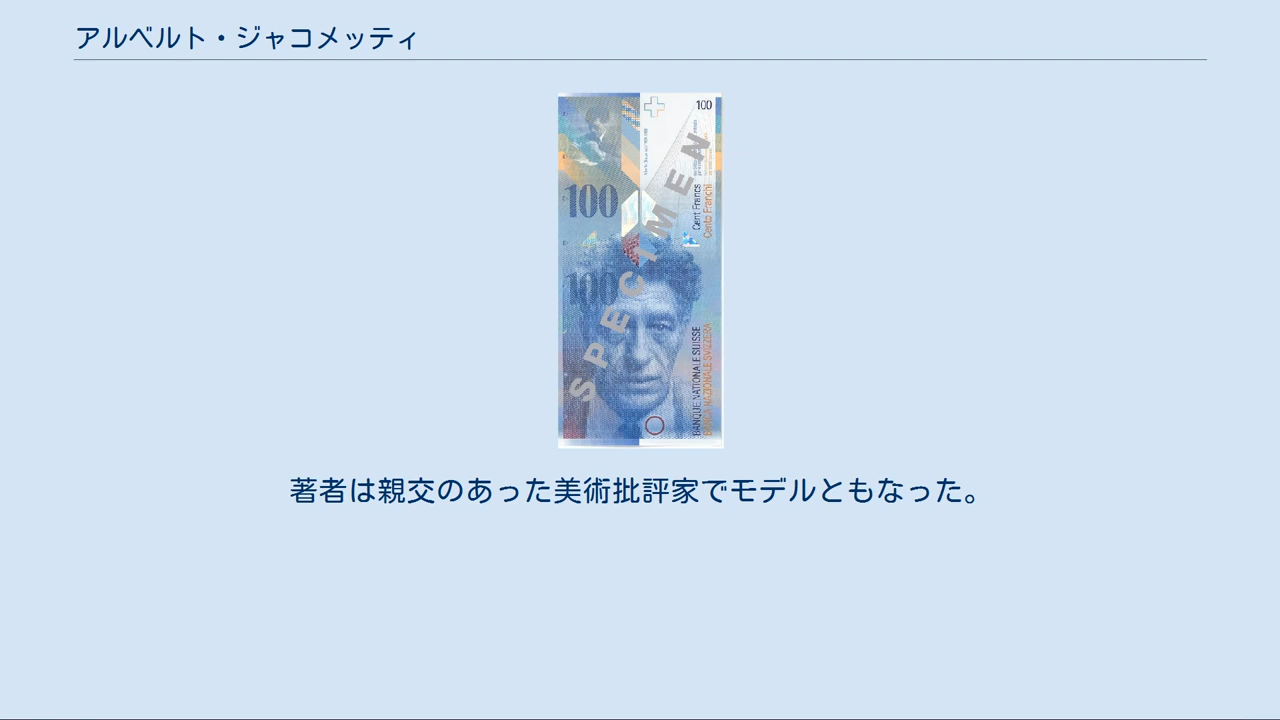 アルベルト・ジャコメッティ
100
100
100
SPECIMEN
Cent Francs
Cento Franchi
BANQUE NATIONALE SUISSE
BANCA NAZIONALE SVIZZERA
著者は親交のあった美術批評家でモデルともなった。